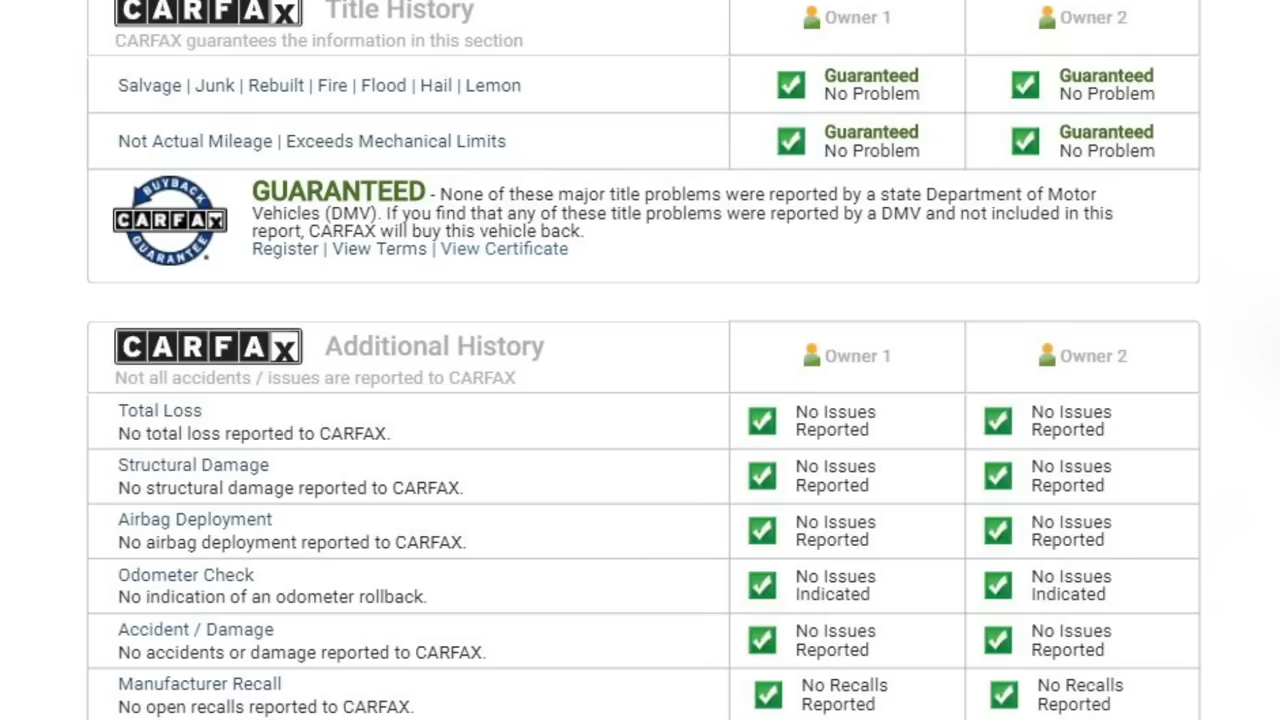 CARFAX Title History
Owner 1
Owner 2
CARFAX guarantees the information in this section
Salvage | Junk | Rebuilt | Fire | Flood | Hail | Lemon
Guaranteed
No Problem
Guaranteed
No Problem
Not Actual Mileage | Exceeds Mechanical Limits
Guaranteed
No Problem
Guaranteed
No Problem
BUYBACK
CARFAX
GUARANTEE
GUARANTEED - None of these major title problems were reported by a state Department of Motor
Vehicles (DMV). If you find that any of these title problems were reported by a DMV and not included in this
report, CARFAX will buy this vehicle back.
Register | View Terms | View Certificate
CARFAX Additional History
Owner 1
Owner 2
Not all accidents / issues are reported to CARFAX
Total Loss
No total loss reported to CARFAX.
No Issues
Reported
No Issues
Reported
Structural Damage
No structural damage reported to CARFAX.
No Issues
Reported
No Issues
Reported
Airbag Deployment
No airbag deployment reported to CARFAX.
No Issues
Reported
No Issues
Reported
Odometer Check
No indication of an odometer rollback.
No Issues
Indicated
No Issues
Indicated
Accident / Damage
No accidents or damage reported to CARFAX.
No Issues
Reported
No Issues
Reported
Manufacturer Recall
No open recalls reported to CARFAX.
No Recalls
Reported
No Recalls
Reported